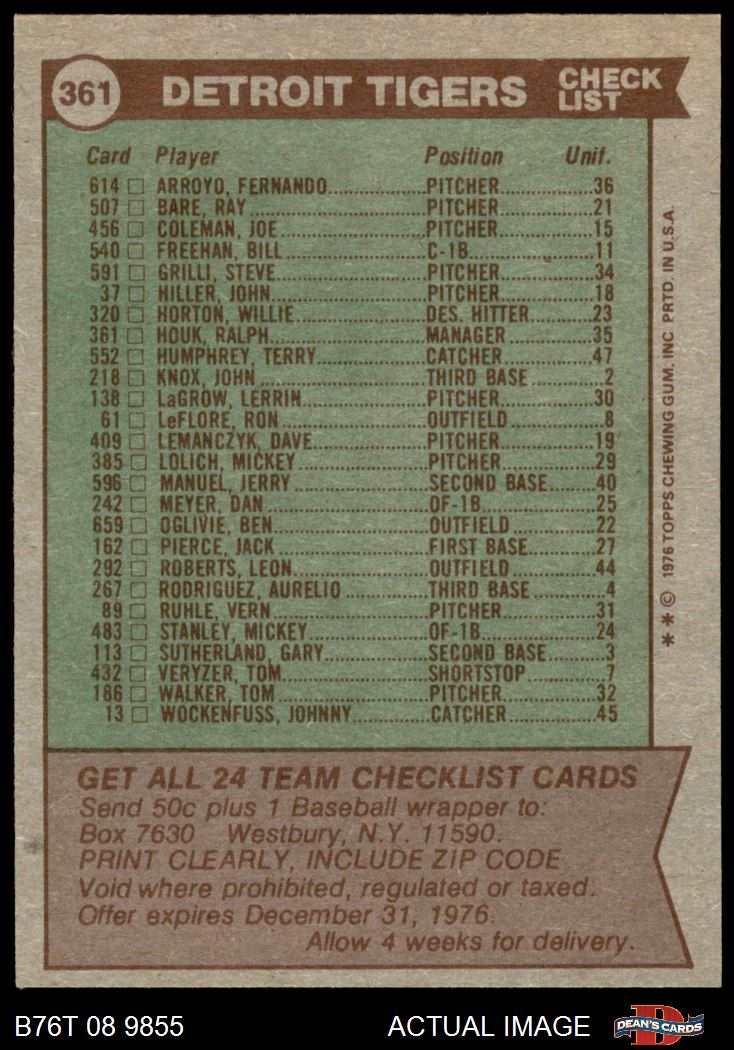 361 DETROIT TIGERS CHECK LIST
Card Player Position Unif.
614 ARROYO, FERNANDO PITCHER 36
507 BARE, RAY PITCHER 21
456 COLEMAN, JOE PITCHER 15
540 FREEHAN, BILL C-1B 11
591 GRILLI, STEVE PITCHER 34
37 HILLER, JOHN PITCHER 18
320 HORTON, WILLIE DES. HITTER 23
361 HOUK, RALPH MANAGER 35
552 HUMPHREY, TERRY CATCHER 47
218 KNOX, JOHN THIRD BASE 2
138 LaGROW, LERRIN PITCHER 30
61 LeFLORE, RON OUTFIELD 8
409 LEMANCZYK, DAVE PITCHER 19
385 LOLICH, MICKEY PITCHER 29
596 MANUEL, JERRY SECOND BASE 40
242 MEYER, DAN OF-1B 25
659 OGLIVIE, BEN OUTFIELD 22
162 PIERCE, JACK FIRST BASE 27
292 ROBERTS, LEON OUTFIELD 44
267 RODRIGUEZ, AURELIO THIRD BASE 4
89 RUHLE, VERN PITCHER 31
483 STANLEY, MICKEY OF-1B 24
113 SUTHERLAND, GARY SECOND BASE 3
432 VERYZER, TOM SHORTSTOP 7
186 WALKER, TOM PITCHER 32
13 WOCKENFUSS, JOHNNY CATCHER 45
**© 1976 TOPPS CHEWING GUM, INC PRTD. IN U.S.A.
GET ALL 24 TEAM CHECKLIST CARDS
Send 50c plus 1 Baseball wrapper to:
Box 7630 Westbury, N.Y. 11590.
PRINT CLEARLY, INCLUDE ZIP CODE
Void where prohibited, regulated or taxed.
Offer expires December 31, 1976.
Allow 4 weeks for delivery.
B76T 08 9855 ACTUAL IMAGE D DEAN'S CARDS